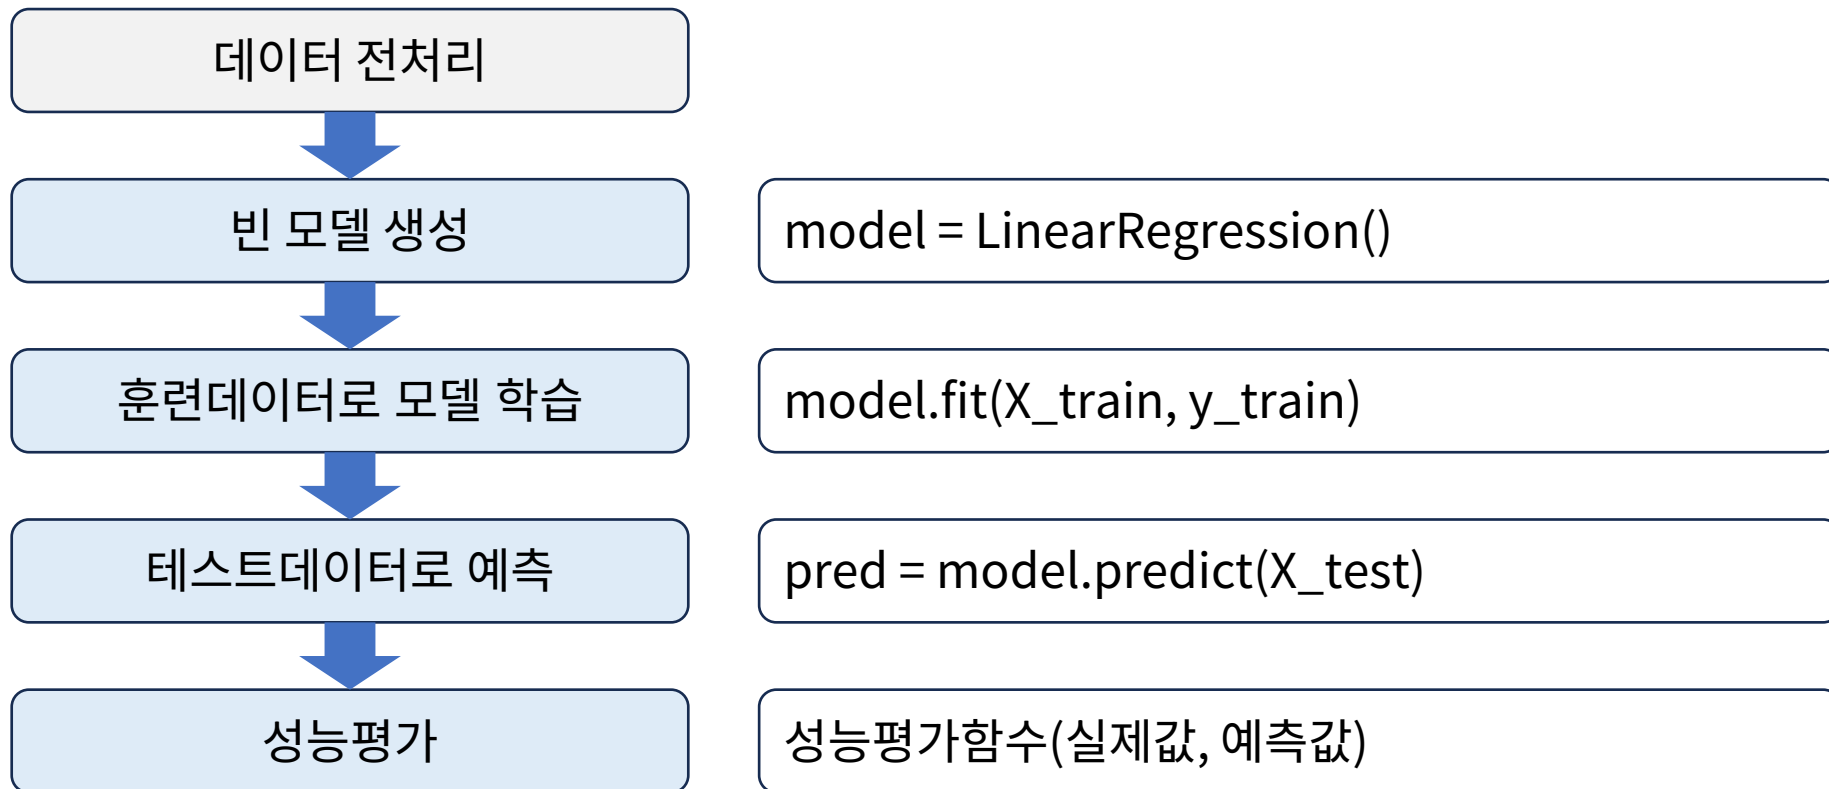 데이터 전처리
빈 모델 생성
model = LinearRegression()
훈련데이터로 모델 학습
model.fit(X_train, y_train)
테스트데이터로 예측
pred = model.predict(X_test)
성능평가
성능평가함수(실제값, 예측값)